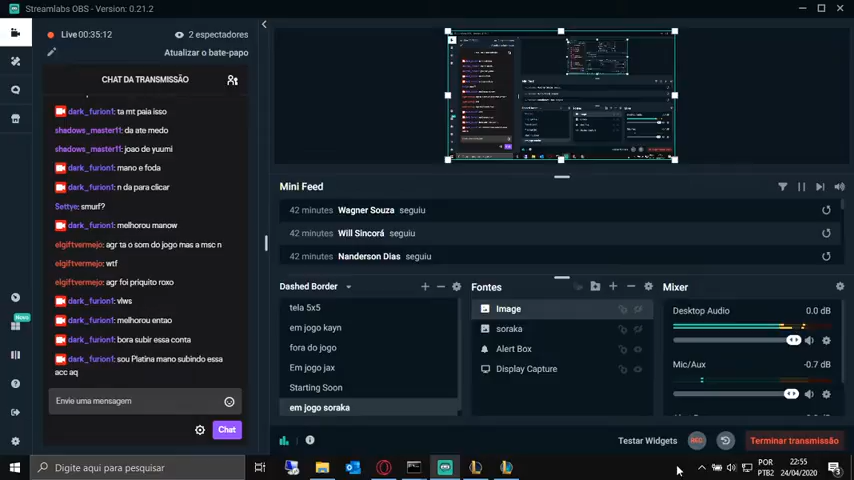 Streamlabs OBS - Version: 0.21.2
Live 00:35:12
2 espectadores
Atualizar o bate-papo
CHAT DA TRANSMISSÃO
dark_furion1: ta mt paia isso
shadows_master11: da ate medo
shadows_master11: joao de yuumi
dark_furion1: mano e foda
dark_furion1: n da para clicar
Settye: smurf?
dark_furion1: melhorou manow
elgiftvermejo: agr ta o som do jogo mas a msc n
elgiftvermejo: wtf
elgiftvermejo: agr foi priquito roxo
dark_furion1: vlws
dark_furion1: melhorou entao
dark_furion1: bora subir essa conta
dark_furion1: sou Platina mano subindo essa
acc aq
Envie uma mensagem
Chat
Novo
Mini Feed
42 minutes Wagner Souza seguiu
42 minutes Will Sincorá seguiu
42 minutes Nanderson Dias seguiu
Dashed Border
tela 5x5
em jogo kayn
fora do jogo
Em jogo jax
Starting Soon
em jogo soraka
Fontes
Image
soraka
Alert Box
Display Capture
Mixer
Desktop Audio 0.0 dB
Mic/Aux -0.7 dB
Testar Widgets
REC
Terminar transmissão
Digite aqui para pesquisar
POR
PTB2
22:55
24/04/2020
3